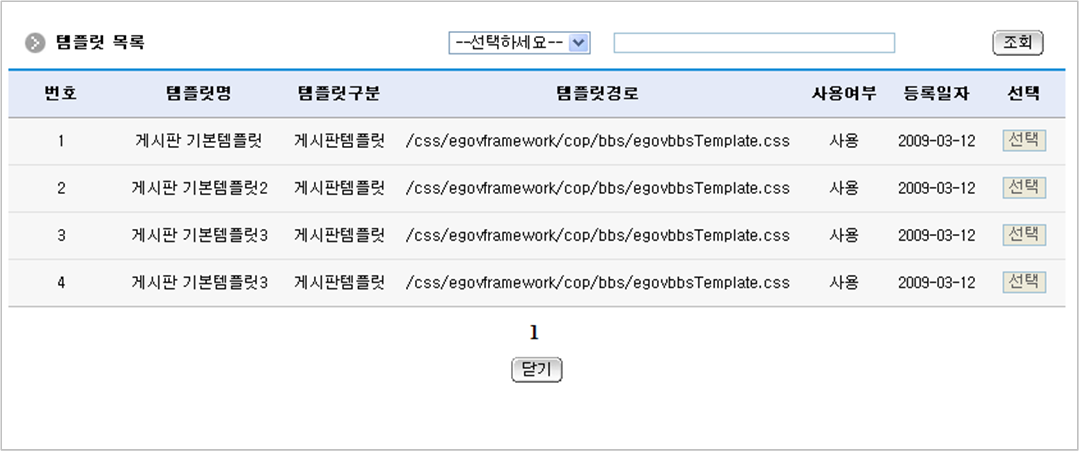 템플릿 목록 --선택하세요-- 조회
번호 템플릿명 템플릿구분 템플릿경로 사용여부 등록일자 선택
1 게시판 기본템플릿 게시판템플릿 /css/egovframework/cop/bbs/egovbbsTemplate.css 사용 2009-03-12 선택
2 게시판 기본템플릿2 게시판템플릿 /css/egovframework/cop/bbs/egovbbsTemplate.css 사용 2009-03-12 선택
3 게시판 기본템플릿3 게시판템플릿 /css/egovframework/cop/bbs/egovbbsTemplate.css 사용 2009-03-12 선택
4 게시판 기본템플릿3 게시판템플릿 /css/egovframework/cop/bbs/egovbbsTemplate.css 사용 2009-03-12 선택
1
닫기